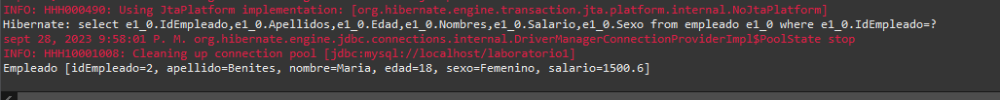 INFO: HHH000490: Using JtaPlatform implementation: [org.hibernate.engine.transaction.jta.platform.internal.NoJtaPlatform]
Hibernate: select e1_0.IdEmpleado,e1_0.Apellidos,e1_0.Edad,e1_0.Nombres,e1_0.Salario,e1_0.Sexo from empleado e1_0 where e1_0.IdEmpleado=?
sept 28, 2023 9:58:01 P. M. org.hibernate.engine.jdbc.connections.internal.DriverManagerConnectionProviderImpl$PoolState stop
INFO: HHH10001008: Cleaning up connection pool [jdbc:mysql://localhost/laboratorio1]
Empleado [idEmpleado=2, apellido=Benites, nombre=Maria, edad=18, sexo=Femenino, salario=1500.6]